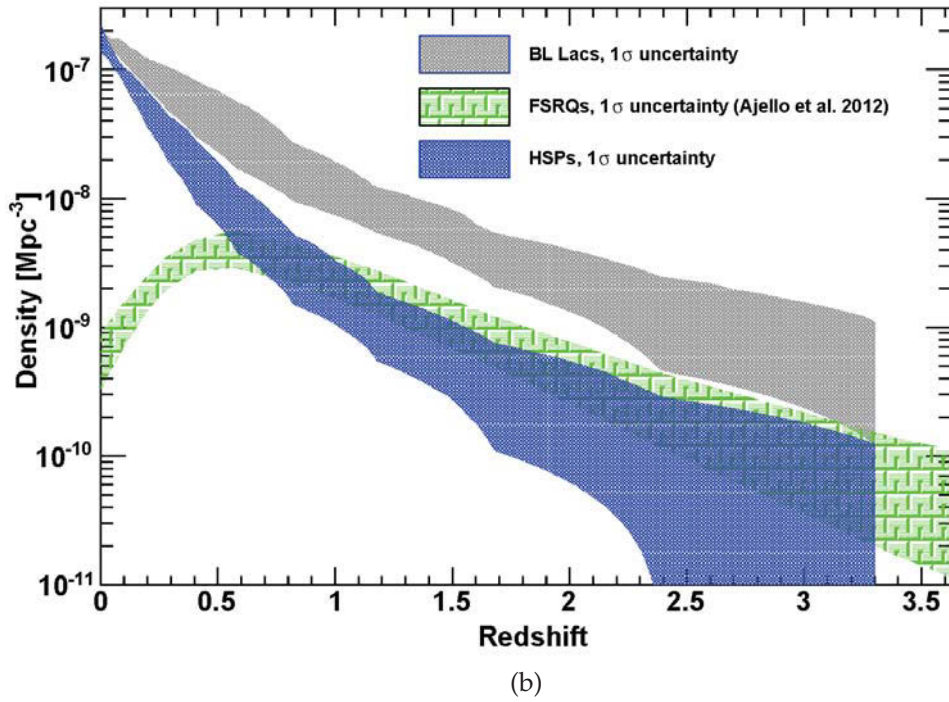 10⁻⁷
10⁻⁸
10⁻⁹
10⁻¹⁰
10⁻¹¹
Density [Mpc⁻³]
BL Lacs, 1σ uncertainty
FSRQs, 1σ uncertainty (Ajello et al. 2012)
HSPs, 1σ uncertainty
0 0.5 1 1.5 2 2.5 3 3.5
Redshift
(b)